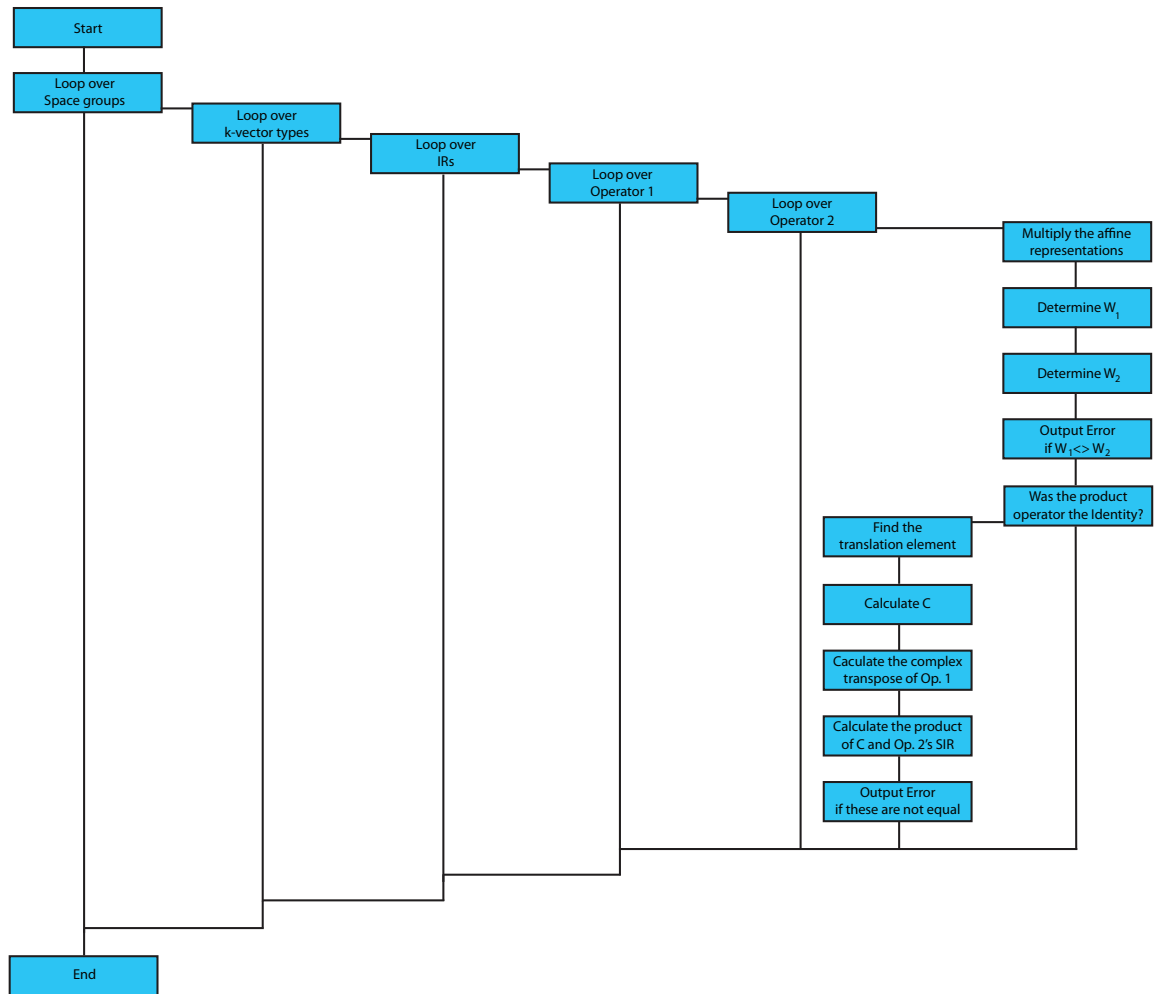 Start
Loop over
Space groups
Loop over
k-vector types
Loop over
IRs
Loop over
Operator 1
Loop over
Operator 2
Multiply the affine
representations
Determine W₁
Determine W₂
Output Error
if W₁<> W₂
Was the product
operator the Identity?
Find the
translation element
Calculate C
Caculate the complex
transpose of Op. 1
Calculate the product
of C and Op. 2's SIR
Output Error
if these are not equal
End